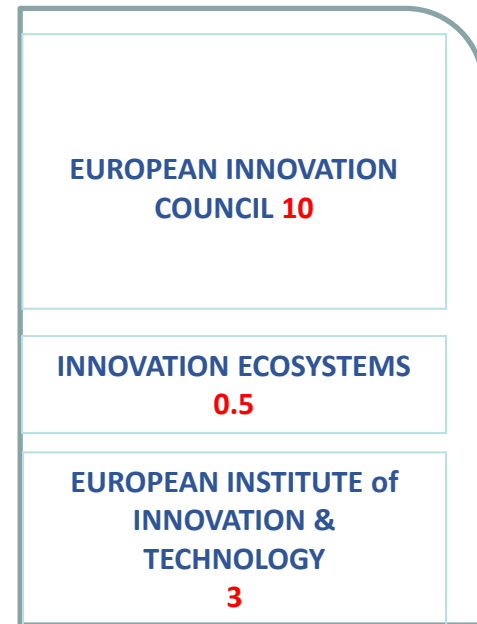 EUROPEAN INNOVATION
COUNCIL 10
INNOVATION ECOSYSTEMS
0.5
EUROPEAN INSTITUTE of
INNOVATION &
TECHNOLOGY
3